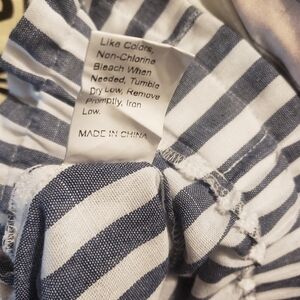 Like Colors,
Non-Chlorine
Bleach When
Needed, Tumble
Dry Low, Remove
Promptly, Iron
Low.
MADE IN CHINA